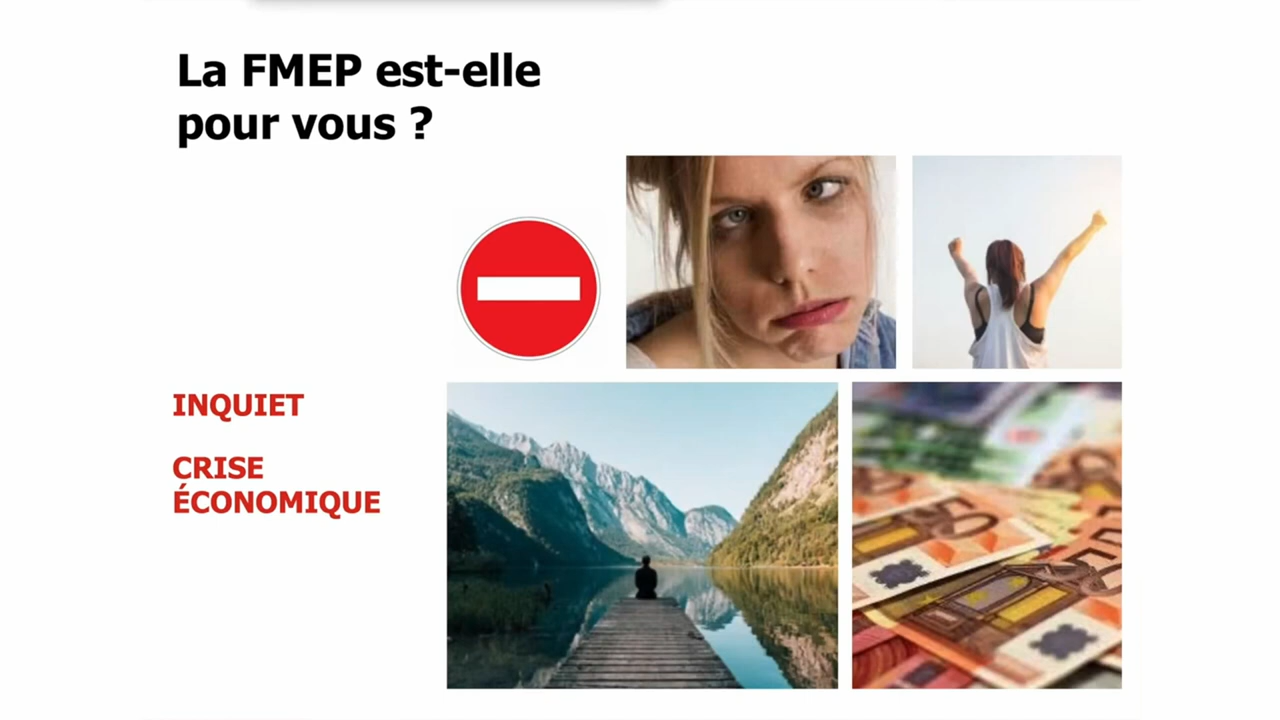 La FMEP est-elle
pour vous ?
INQUIET
CRISE
ÉCONOMIQUE